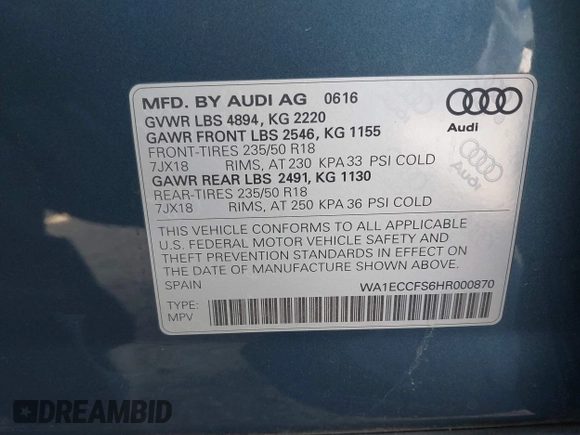 MFD. BY AUDI AG 0616
GVWR LBS 4894, KG 2220
GAWR FRONT LBS 2546, KG 1155
FRONT-TIRES 235/50 R18
7JX18 RIMS, AT 230 KPA 33 PSI COLD
GAWR REAR LBS 2491, KG 1130
REAR-TIRES 235/50 R18
7JX18 RIMS, AT 250 KPA 36 PSI COLD
Audi
Audi
THIS VEHICLE CONFORMS TO ALL APPLICABLE
U.S. FEDERAL MOTOR VEHICLE SAFETY AND
THEFT PREVENTION STANDARDS IN EFFECT ON
THE DATE OF MANUFACTURE SHOWN ABOVE.
SPAIN WA1ECCFS6HR000870
TYPE:
MPV
DREAMBID